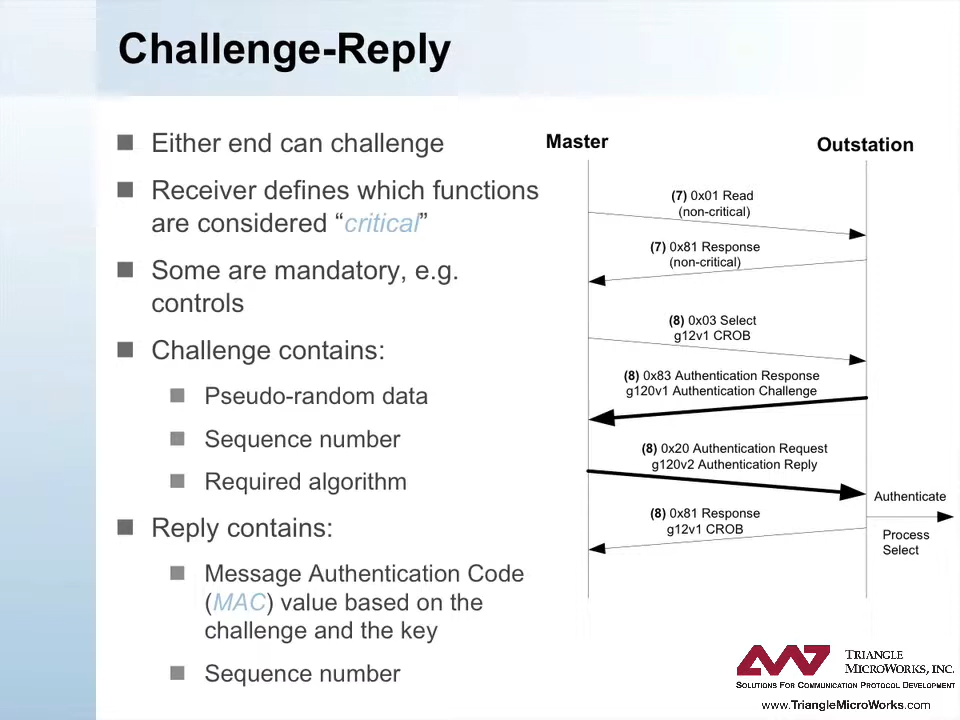 Challenge-Reply
Either end can challenge
Receiver defines which functions
are considered “critical”
Some are mandatory, e.g.
controls
Challenge contains:
Pseudo-random data
Sequence number
Required algorithm
Reply contains:
Message Authentication Code
(MAC) value based on the
challenge and the key
Sequence number
Master
Outstation
(7) 0x01 Read
(non-critical)
(7) 0x81 Response
(non-critical)
(8) 0x03 Select
g12v1 CROB
(8) 0x83 Authentication Response
g120v1 Authentication Challenge
(8) 0x20 Authentication Request
g120v2 Authentication Reply
Authenticate
(8) 0x81 Response
g12v1 CROB
Process
Select
TRIANGLE
MICROWORKS, INC.
SOLUTIONS FOR COMMUNICATION PROTOCOL DEVELOPMENT
www.TriangleMicroWorks.com